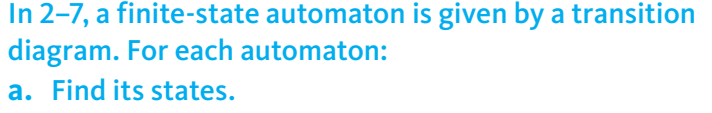 In 2–7, a finite-state automaton is given by a transition
diagram. For each automaton:
a. Find its states.